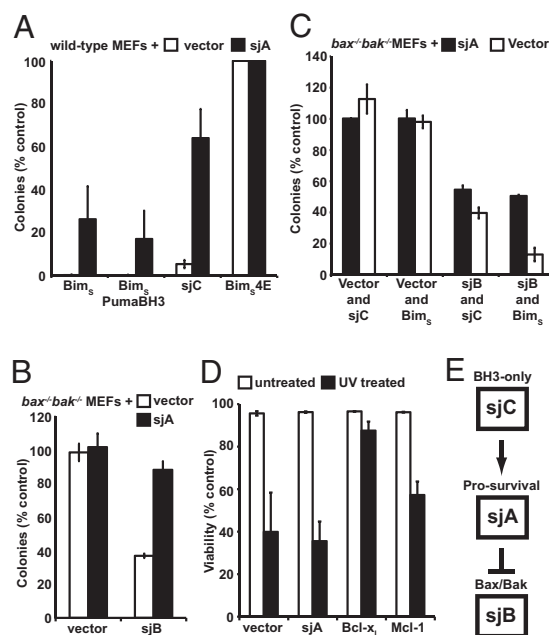 A
wild-type MEFs + vector sjA
Colonies (% control)
100
80
60
40
20
0
Bims Bims sjC Bims4E
PumaBH3
B
bax-/-bak-/- MEFs + vector
sjA
Colonies (% control)
120
100
80
60
40
20
0
vector sjB
C
bax-/-bak-/-MEFs + sjA Vector
Colonies (% control)
140
120
100
80
60
40
20
0
Vector Vector sjB sjB
and and and and
sjC Bims sjC Bims
D
untreated UV treated
Viability (% control)
100
80
60
40
20
0
vector sjA Bcl-xL Mcl-1
E
BH3-only
sjC
Pro-survival
sjA
Bax/Bak
sjB